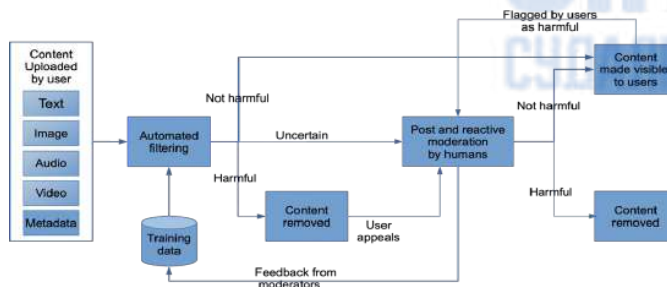 Flagged by users
as harmful
Content
Uploaded
by user
Text
Image
Audio
Video
Metadata
Automated
filtering
Not harmful
Uncertain
Harmful
Training
data
Content
removed
User
appeals
Feedback from
moderators
Post and reactive
moderation
by humans
Content
made visible
to users
Not harmful
Harmful
Content
removed